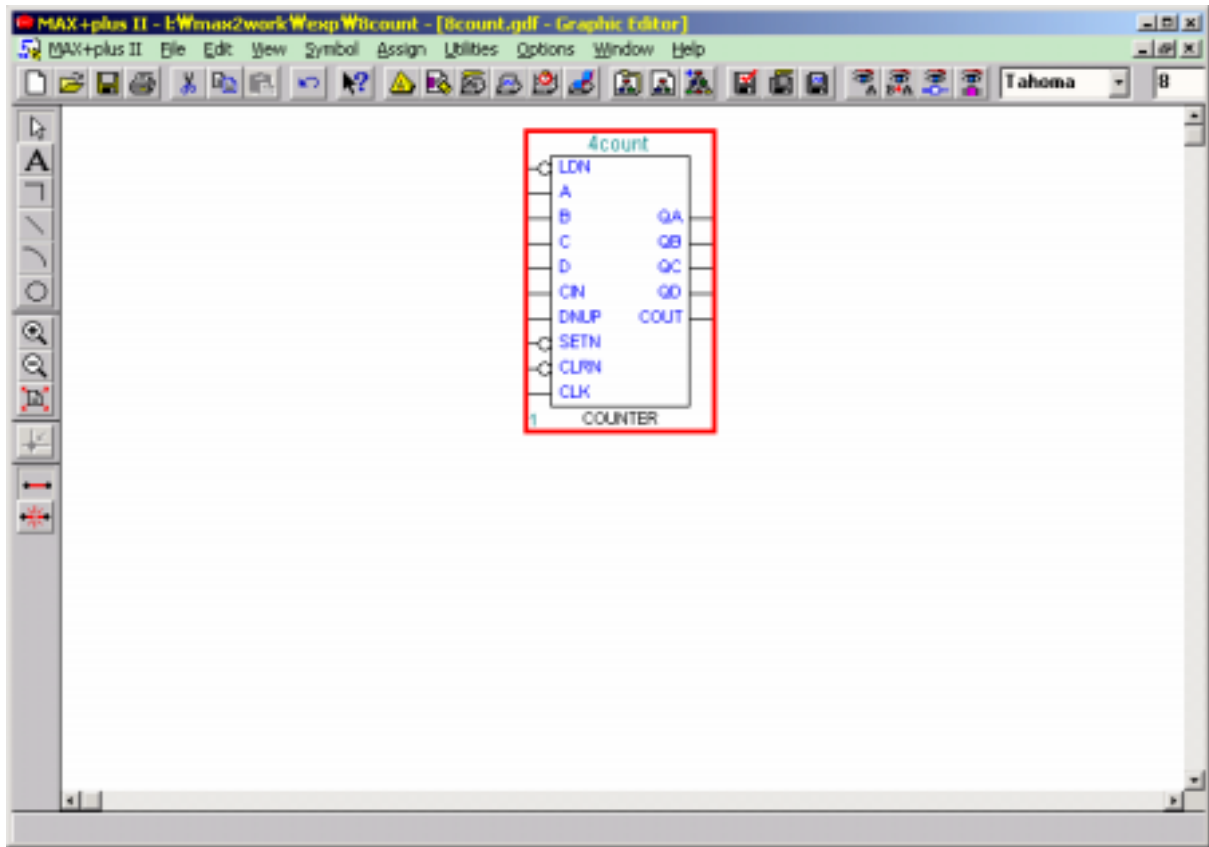 MAX+plus II - I:₩max2work₩exp₩8count - [8count.gdf - Graphic Editor]
MAX+plus II File Edit View Symbol Assign Utilities Options Window Help
Tahoma 8
A
4count
LDN
A
B QA
C QB
D QC
CIN QD
DNUP COUT
SETN
CLRN
CLK
1 COUNTER